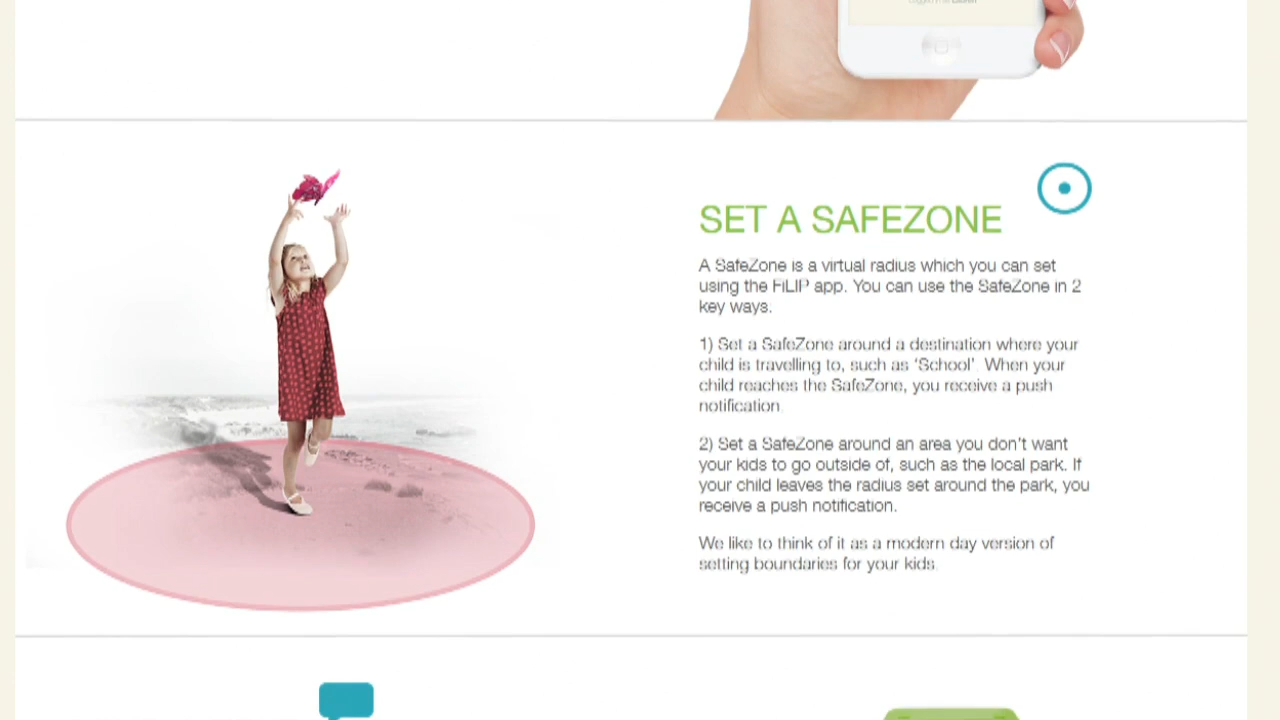 SET A SAFEZONE
A SafeZone is a virtual radius which you can set
using the FiLIP app. You can use the SafeZone in 2
key ways:
1) Set a SafeZone around a destination where your
child is travelling to, such as 'School'. When your
child reaches the SafeZone, you receive a push
notification.
2) Set a SafeZone around an area you don't want
your kids to go outside of, such as the local park. If
your child leaves the radius set around the park, you
receive a push notification.
We like to think of it as a modern day version of
setting boundaries for your kids.